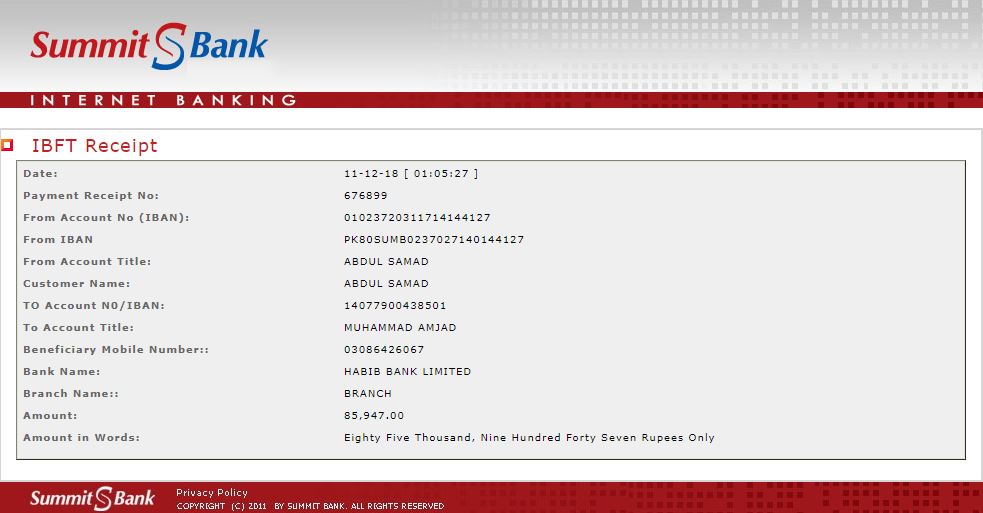 Summit S Bank
INTERNET BANKING
IBFT Receipt
Date: 11-12-18 [ 01:05:27 ]
Payment Receipt No: 676899
From Account No (IBAN): 01023720311714144127
From IBAN PK80SUMB0237027140144127
From Account Title: ABDUL SAMAD
Customer Name: ABDUL SAMAD
TO Account N0/IBAN: 14077900438501
To Account Title: MUHAMMAD AMJAD
Beneficiary Mobile Number:: 03086426067
Bank Name: HABIB BANK LIMITED
Branch Name:: BRANCH
Amount: 85,947.00
Amount in Words: Eighty Five Thousand, Nine Hundred Forty Seven Rupees Only
Summit S Bank
Privacy Policy
COPYRIGHT (C) 2011 BY SUMMIT BANK. ALL RIGHTS RESERVED